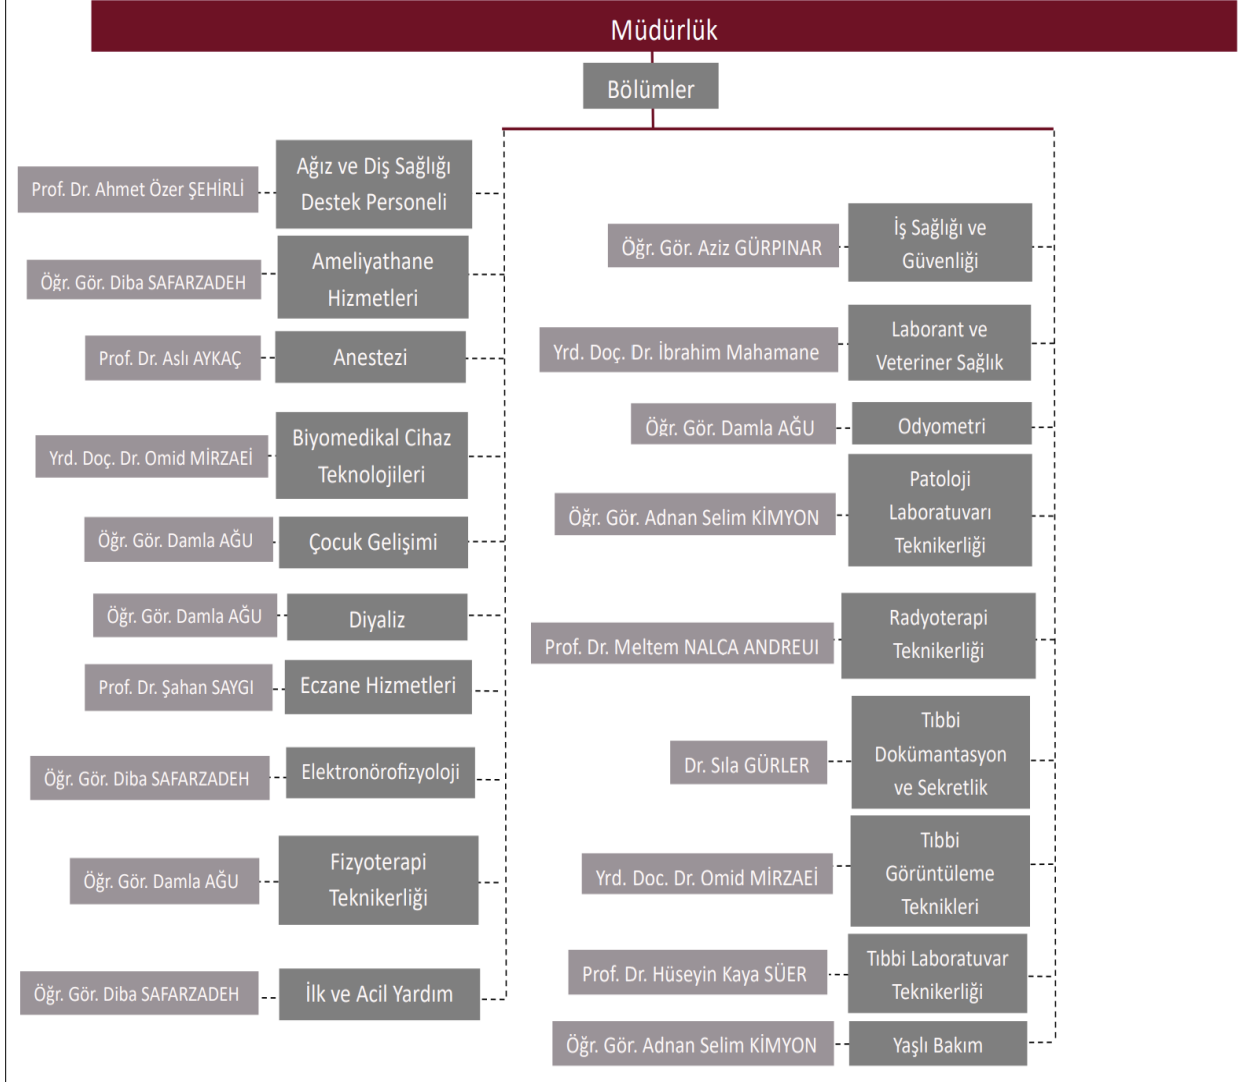 Müdürlük
Bölümler
Prof. Dr. Ahmet Özer ŞEHİRLİ
Ağız ve Diş Sağlığı
Destek Personeli
Öğr. Gör. Diba SAFARZADEH
Ameliyathane
Hizmetleri
Prof. Dr. Aslı AYKAÇ
Anestezi
Yrd. Doç. Dr. Omid MİRZAEİ
Biyomedikal Cihaz
Teknolojileri
Öğr. Gör. Damla AĞU
Çocuk Gelişimi
Öğr. Gör. Damla AĞU
Diyaliz
Prof. Dr. Şahan SAYGI
Eczane Hizmetleri
Öğr. Gör. Diba SAFARZADEH
Elektronörofizyoloji
Öğr. Gör. Damla AĞU
Fizyoterapi
Teknikerliği
Öğr. Gör. Diba SAFARZADEH
İlk ve Acil Yardım
Öğr. Gör. Aziz GÜRPINAR
İş Sağlığı ve
Güvenliği
Yrd. Doç. Dr. İbrahim Mahamane
Laborant ve
Veteriner Sağlık
Öğr. Gör. Damla AĞU
Odyometri
Öğr. Gör. Adnan Selim KİMYON
Patoloji
Laboratuvarı
Teknikerliği
Prof. Dr. Meltem NALCA ANDREUI
Radyoterapi
Teknikerliği
Dr. Sıla GÜRLER
Tıbbi
Dokümantasyon
ve Sekretlik
Yrd. Doc. Dr. Omid MİRZAEİ
Tıbbi
Görüntüleme
Teknikleri
Prof. Dr. Hüseyin Kaya SÜER
Tıbbi Laboratuvar
Teknikerliği
Öğr. Gör. Adnan Selim KİMYON
Yaşlı Bakım